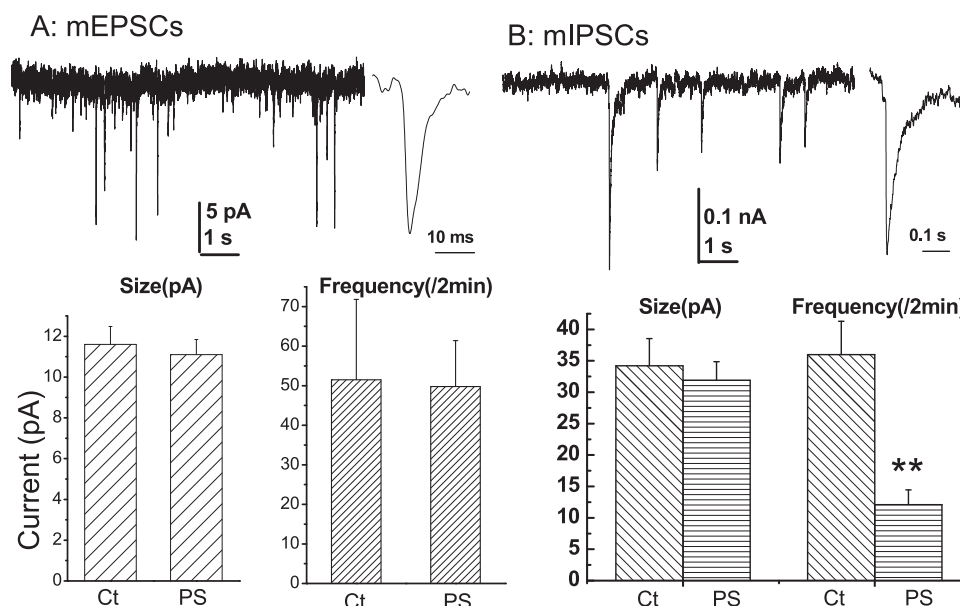 A: mEPSCs
B: mIPSCs
5 pA
1 s
10 ms
0.1 nA
1 s
0.1 s
Size(pA)
Frequency(/2min)
Size(pA)
Frequency(/2min)
Current (pA)
12
10
8
6
4
2
0
70
60
50
40
30
20
10
0
40
35
30
25
20
15
10
5
0
**
Ct
PS
Ct
PS
Ct
PS
Ct
PS